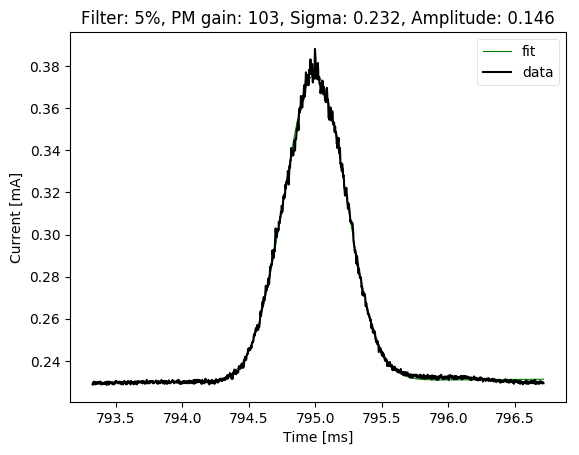 Filter: 5%, PM gain: 103, Sigma: 0.232, Amplitude: 0.146
fit
data
0.38
0.36
0.34
0.32
0.30
0.28
0.26
0.24
Current [mA]
793.5 794.0 794.5 795.0 795.5 796.0 796.5
Time [ms]